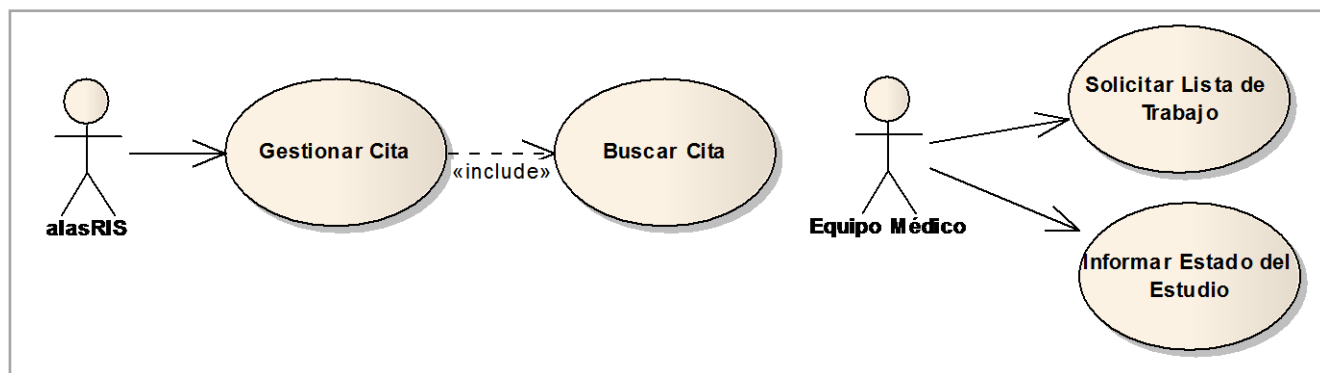 Gestionar Cita
«include»
Buscar Cita
alasRIS
Solicitar Lista de
Trabajo
Equipo Médico
Informar Estado del
Estudio